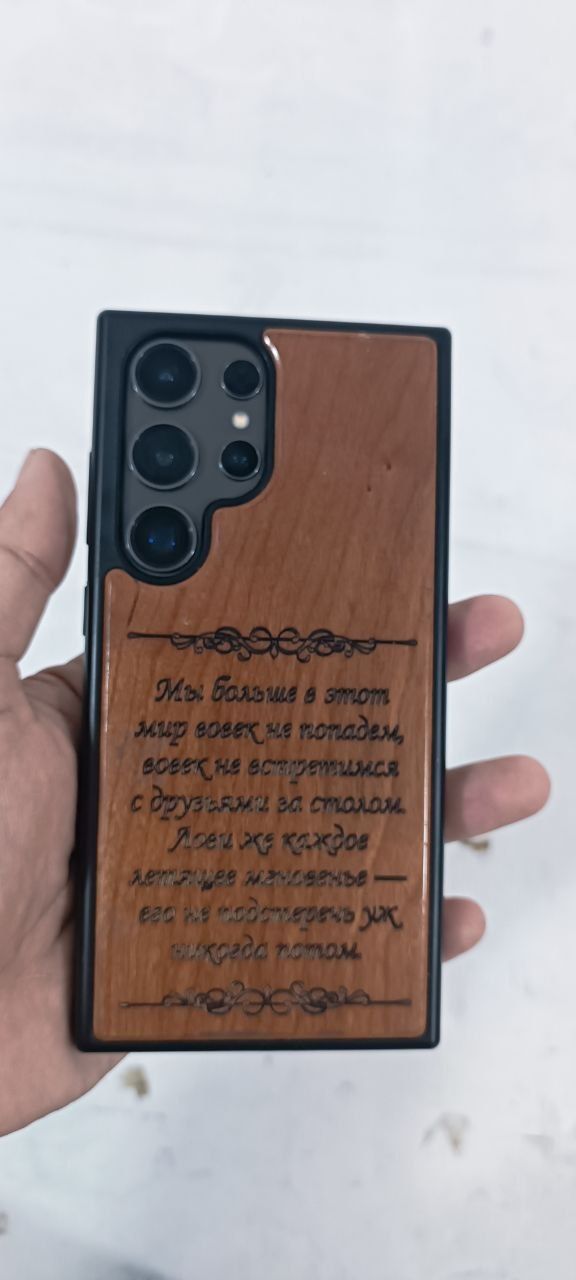 Мы больше в этот
мир вовек не попадем,
вовек не встретимся
с друзьями за столом.
Лови же каждое
летящее мгновенье —
его не подстеречь уж
никогда потом.